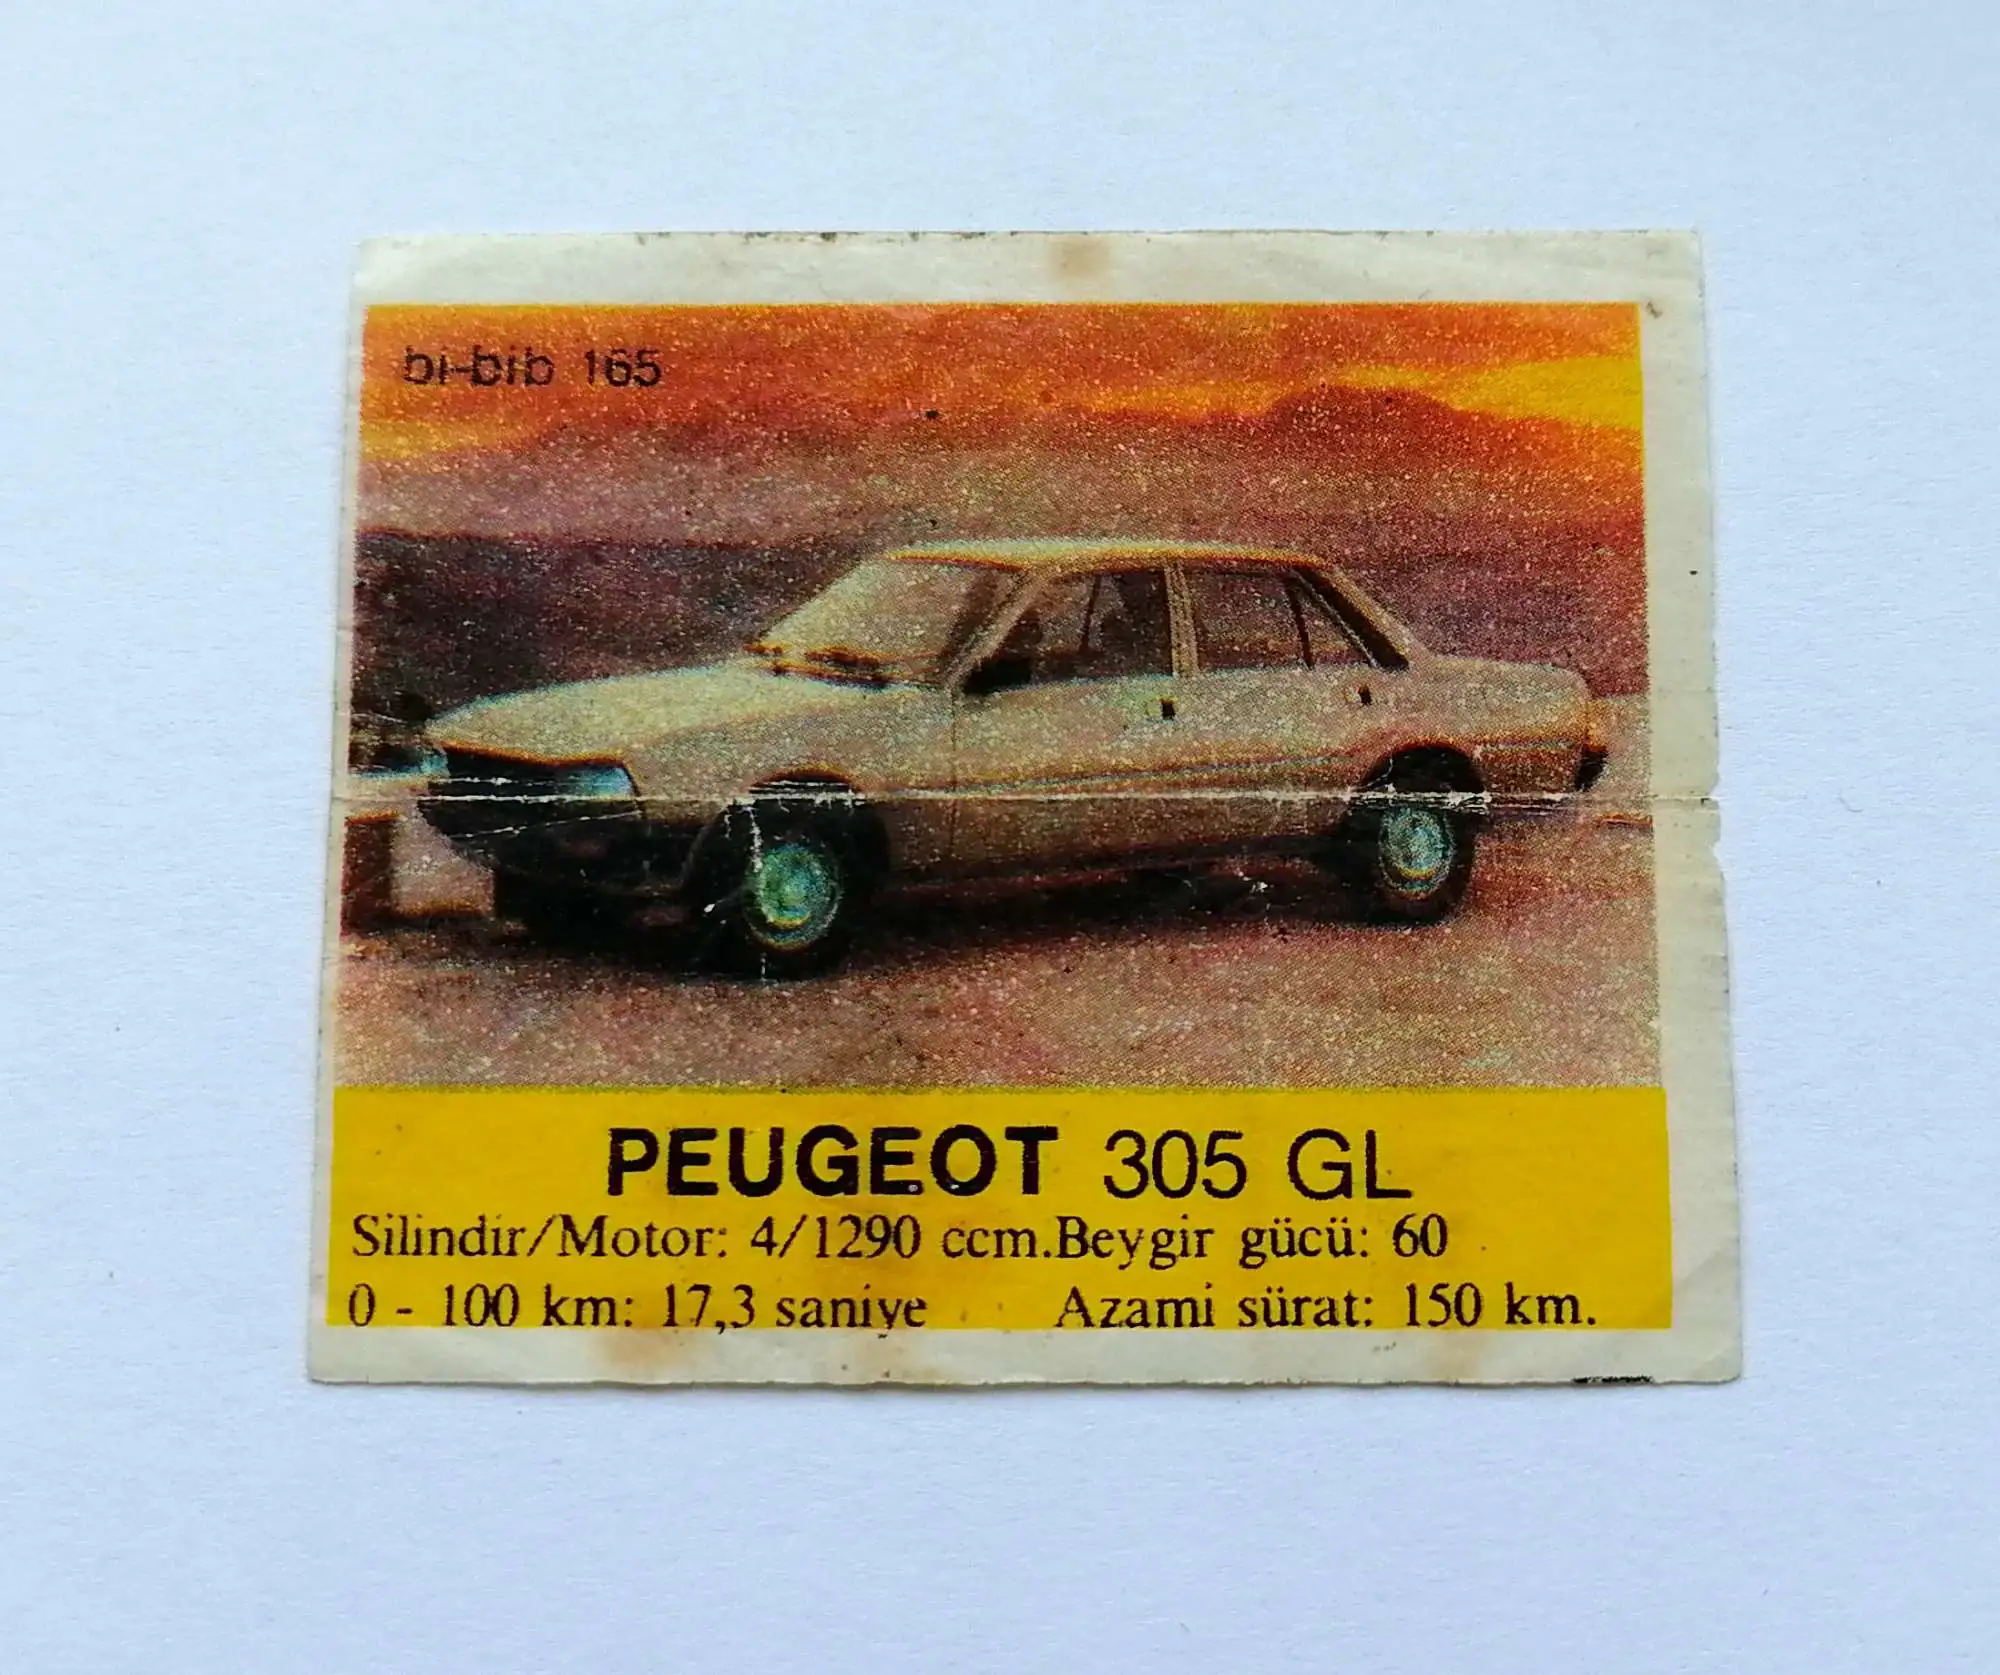 bi-bib 165
PEUGEOT 305 GL
Silindir/Motor: 4/1290 ccm.Beygir gücü: 60
0 - 100 km: 17,3 saniye Azami sürat: 150 km.